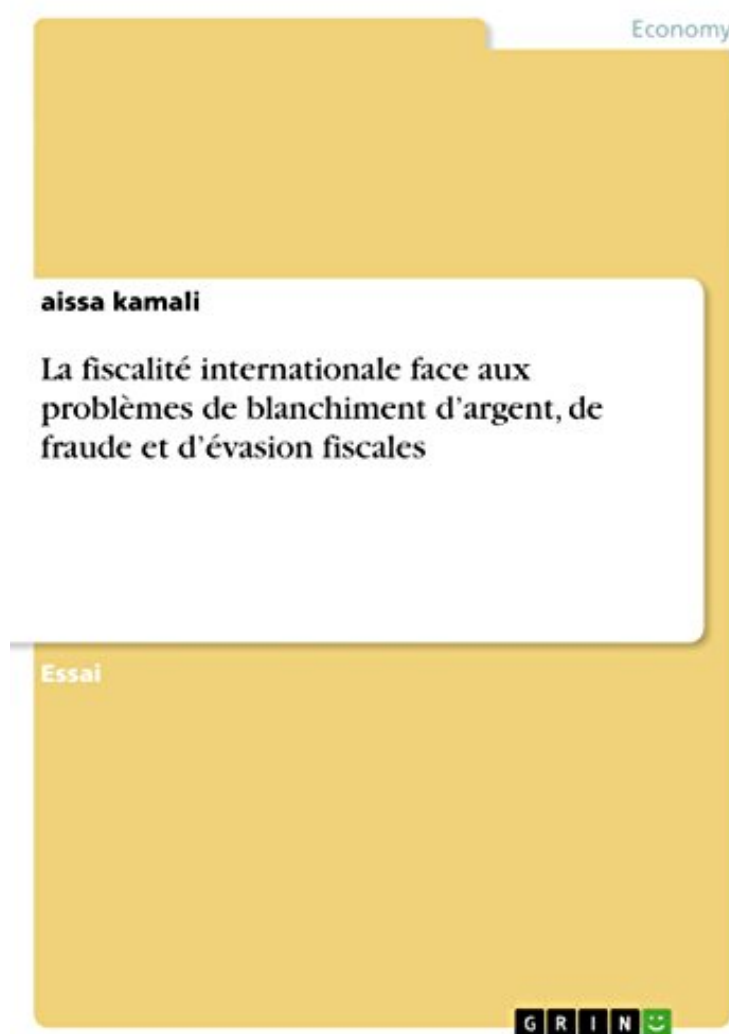 Economy
aissa kamali
La fiscalité internationale face aux
problèmes de blanchiment d'argent, de
fraude et d'évasion fiscales
Essai
GRIN